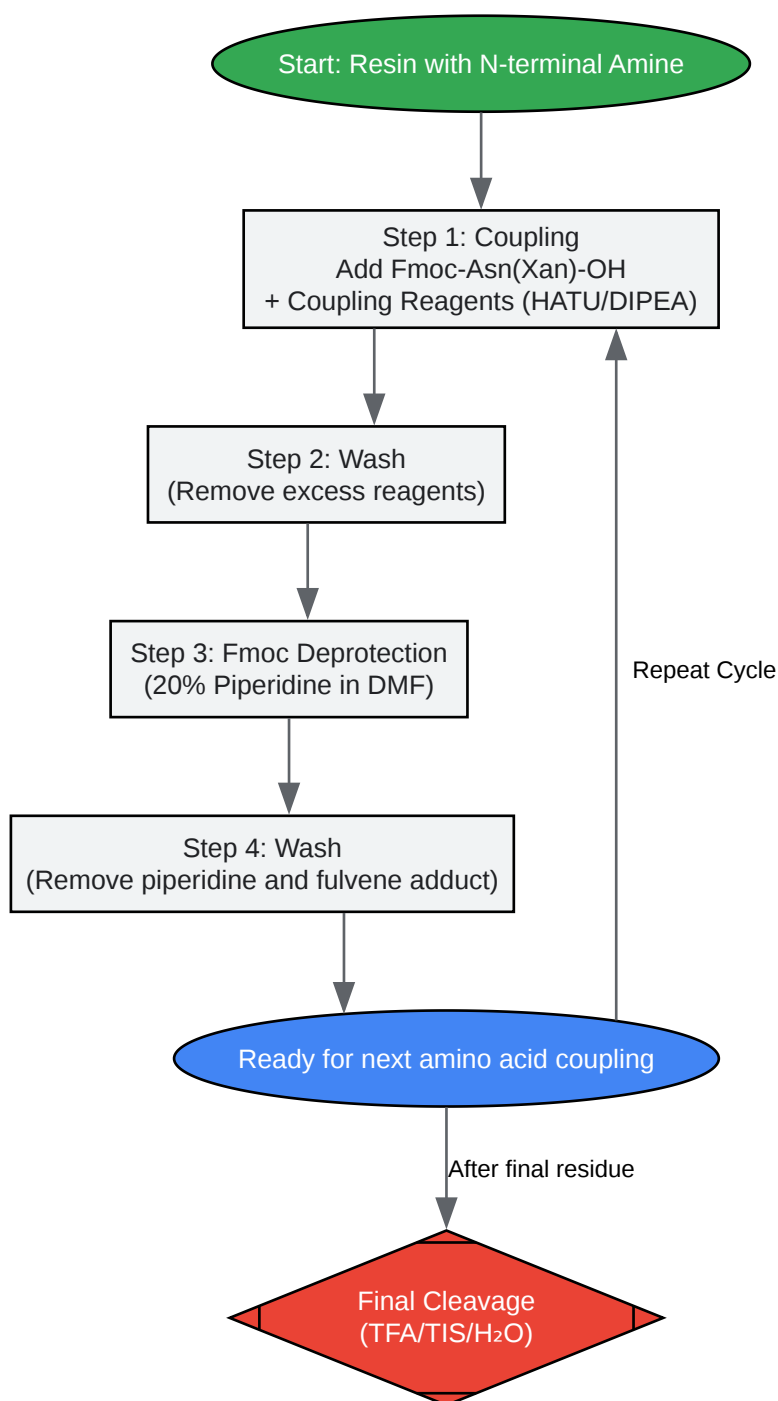 Start: Resin with N-terminal Amine
Step 1: Coupling
Add Fmoc-Asn(Xan)-OH
+ Coupling Reagents (HATU/DIPEA)
Step 2: Wash
(Remove excess reagents)
Step 3: Fmoc Deprotection
(20% Piperidine in DMF)
Repeat Cycle
Step 4: Wash
(Remove piperidine and fulvene adduct)
Ready for next amino acid coupling
After final residue
Final Cleavage
(TFA/TIS/H₂O)